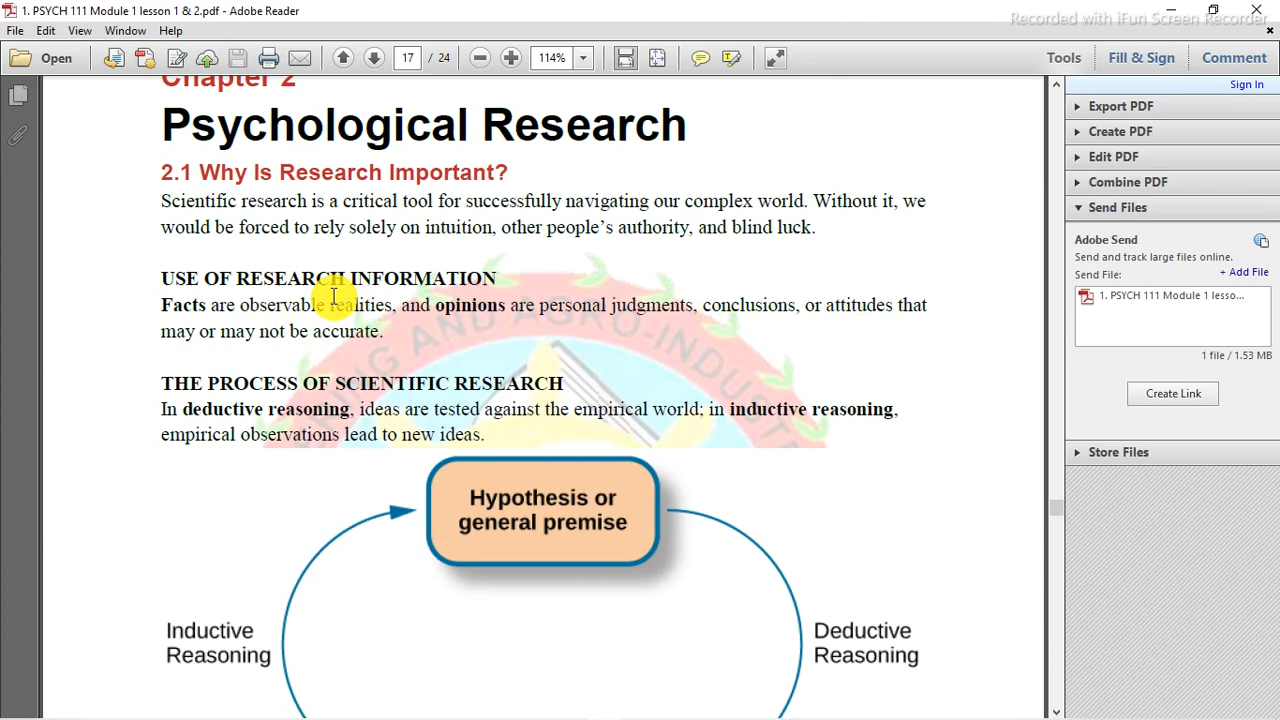 1. PSYCH 111 Module 1 lesson 1 & 2.pdf - Adobe Reader
Recorded with iFun Screen Recorder
File Edit View Window Help
Open 17 / 24 114% Tools Fill & Sign Comment
Sign In
Chapter 2
Psychological Research
2.1 Why Is Research Important?
Scientific research is a critical tool for successfully navigating our complex world. Without it, we
would be forced to rely solely on intuition, other people's authority, and blind luck.
USE OF RESEARCH INFORMATION
Facts are observable realities, and opinions are personal judgments, conclusions, or attitudes that
may or may not be accurate.
THE PROCESS OF SCIENTIFIC RESEARCH
In deductive reasoning, ideas are tested against the empirical world; in inductive reasoning,
empirical observations lead to new ideas.
Hypothesis or
general premise
Inductive
Reasoning
Deductive
Reasoning
AND AGRO-INDUST
Export PDF
Create PDF
Edit PDF
Combine PDF
Send Files
Adobe Send
Send and track large files online.
Send File:
+ Add File
1. PSYCH 111 Module 1 lesso...
1 file / 1.53 MB
Create Link
Store Files